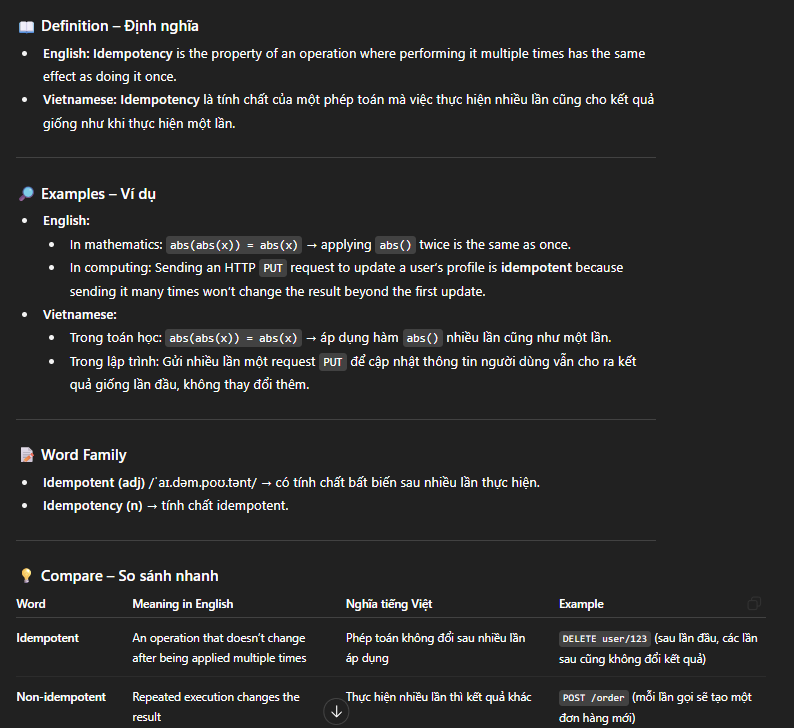 📖 Definition – Định nghĩa
• English: Idempotency is the property of an operation where performing it multiple times has the same
effect as doing it once.
• Vietnamese: Idempotency là tính chất của một phép toán mà việc thực hiện nhiều lần cũng cho kết quả
giống như khi thực hiện một lần.
🔎 Examples – Ví dụ
• English:
• In mathematics: abs(abs(x)) = abs(x) → applying abs() twice is the same as once.
• In computing: Sending an HTTP PUT request to update a user's profile is idempotent because
sending it many times won't change the result beyond the first update.
• Vietnamese:
• Trong toán học: abs(abs(x)) = abs(x) → áp dụng hàm abs() nhiều lần cũng như một lần.
• Trong lập trình: Gửi nhiều lần một request PUT để cập nhật thông tin người dùng vẫn cho ra kết
quả giống lần đầu, không thay đổi thêm.
📝 Word Family
• Idempotent (adj) /ˈaɪ.dəm.poʊ.tənt/ → có tính chất bất biến sau nhiều lần thực hiện.
• Idempotency (n) → tính chất idempotent.
💡 Compare – So sánh nhanh
Word Meaning in English Nghĩa tiếng Việt Example
Idempotent An operation that doesn't change Phép toán không đổi sau nhiều lần DELETE user/123 (sau lần đầu, các lần
after being applied multiple times áp dụng sau cũng không đổi kết quả)
Non-idempotent Repeated execution changes the Thực hiện nhiều lần thì kết quả khác POST /order (mỗi lần gọi sẽ tạo một
result đơn hàng mới)